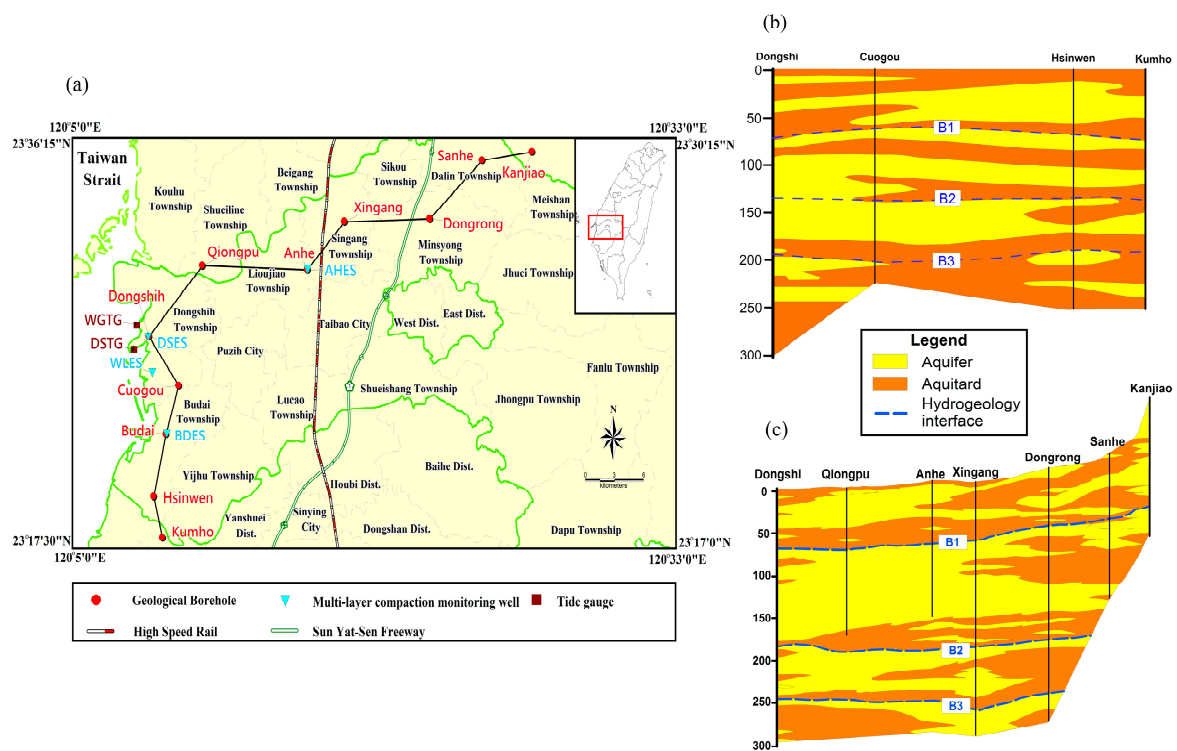 (a)
120°5'0"E
120°33'0"E
23°36'15"N
23°30'15"N
Taiwan
Strait
Kouhu
Township
Beigang
Township
Sikou
Township
Sanhe
Dalin Township
Kanjiao
Meishan
Township
Shucilinc
Township
Xingang
Singang
Township
Dongrong
Minsyong
Township
Qiongpu
Anhe
AHES
Lioujiao
Township
Jhuci Township
Dongshih
Dongshih
Township
WGTG
DSES
DSTG
WLES
Cuogou
Puzih City
Taibao City
West Dist.
East Dist.
Fanlu Township
Shueishang Township
Jhongpu Township
Lucao
Township
Budai
Township
Budai
BDES
N
Baihe Dist.
0 3 6
kilometers
Yijhu Township
Houbi Dist.
Hsinwen
Yanshuei
Dist.
Sinying
City
Dongshan Dist.
Dapu Township
Kumho
23°17'30"N
23°17'0"N
120°5'0"E
120°33'0"E
Geological Borehole
Multi-layer compaction monitoring well
Tide gauge
High Speed Rail
Sun Yat-Sen Freeway
(b)
Dongshi
Cuogou
Hsinwen
Kumho
0
50
100
150
200
250
300
B1
B2
B3
Legend
Aquifer
Aquitard
Hydrogeology
interface
(c)
Dongshi
Qiongpu
Anhe
Xingang
Dongrong
Sanhe
Kanjiao
0
50
100
150
200
250
300
B1
B2
B3